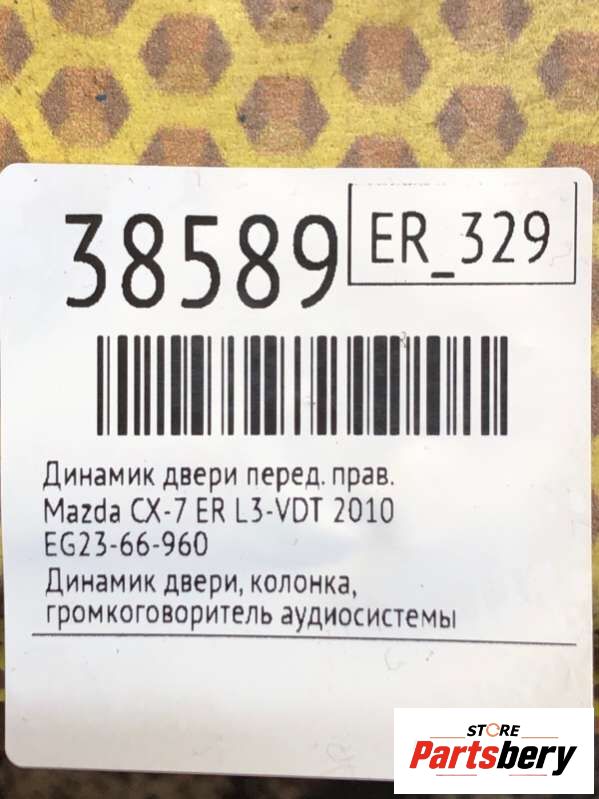 38589
ER_329
Динамик двери перед. прав.
Mazda CX-7 ER L3-VDT 2010
EG23-66-960
Динамик двери, колонка,
громкоговоритель аудиосистемы
STORE
Partsbery